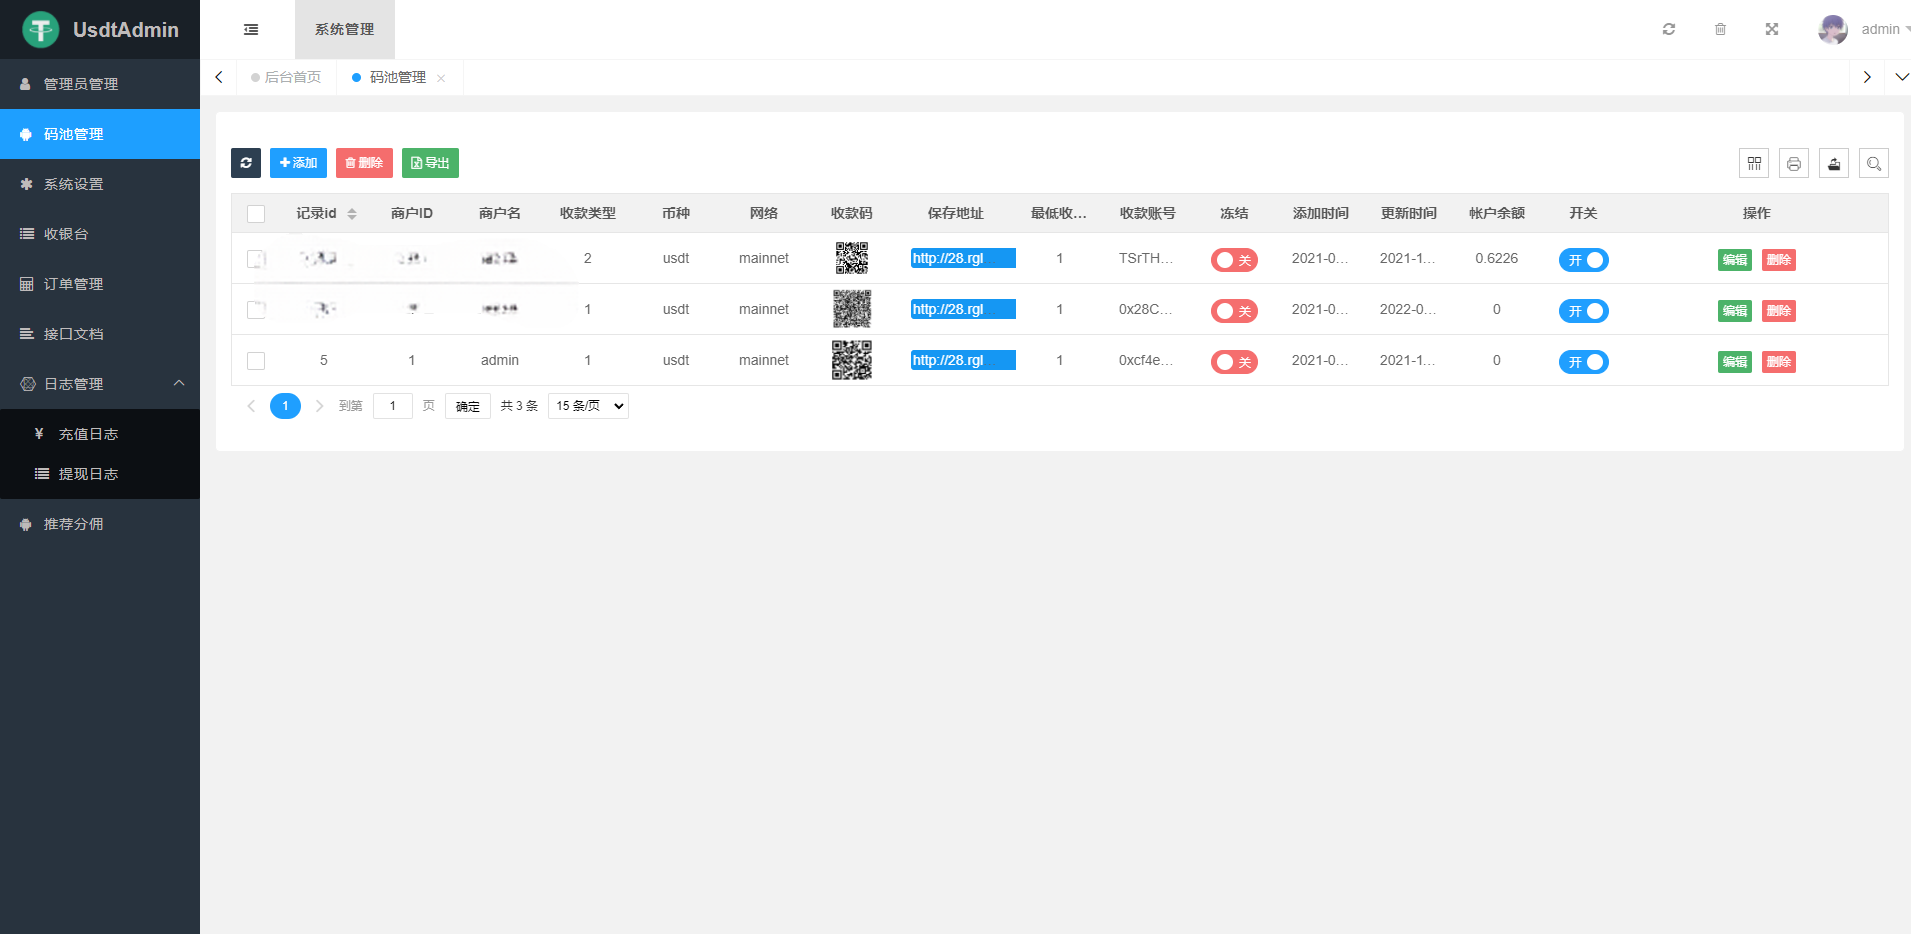 UsdtAdmin
系统管理
admin
管理员管理
码池管理
系统设置
收银台
订单管理
接口文档
日志管理
¥ 充值日志
提现日志
推荐分佣
后台首页
码池管理
添加
删除
导出
记录id 商户ID 商户名 收款类型 币种 网络 收款码 保存地址 最低收... 收款账号 冻结 添加时间 更新时间 帐户余额 开关 操作
2 usdt mainnet http://28.rgl 1 TSrTH... 关 2021-0... 2021-1... 0.6226 开 编辑 删除
1 usdt mainnet http://28.rgl 1 0x28C... 关 2021-0... 2022-0... 0 开 编辑 删除
5 1 admin 1 usdt mainnet http://28.rgl 1 0xcf4e... 关 2021-0... 2021-1... 0 开 编辑 删除
1 到第 1 页 确定 共 3 条 15 条/页